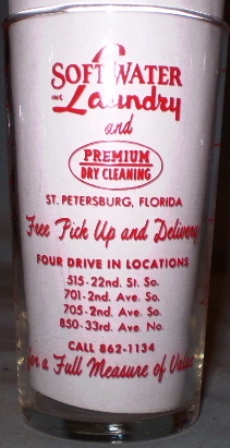 SOFT WATER
INC
Laundry
and
PREMIUM
DRY CLEANING
ST. PETERSBURG, FLORIDA
Free Pick Up and Delivery
FOUR DRIVE IN LOCATIONS
515-22nd. St. So.
701-2nd. Ave. So.
705-2nd. Ave. So.
850-33rd. Ave. No.
CALL 862-1134
for a Full Measure of Value